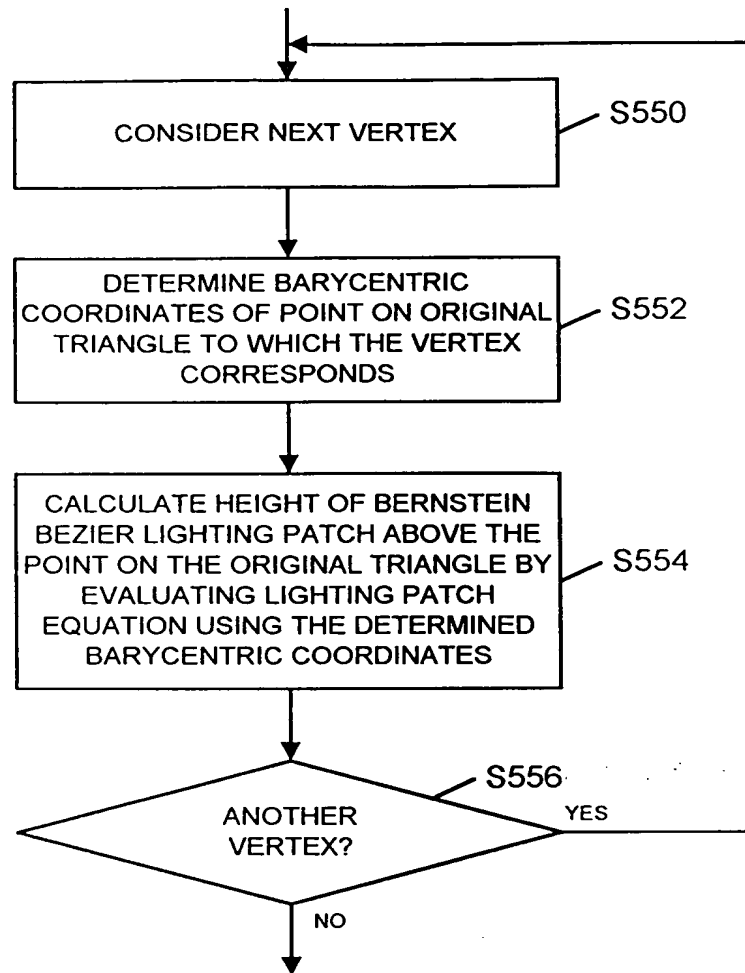 CONSIDER NEXT VERTEX
S550
DETERMINE BARYCENTRIC
COORDINATES OF POINT ON ORIGINAL
TRIANGLE TO WHICH THE VERTEX
CORRESPONDS
S552
CALCULATE HEIGHT OF BERNSTEIN
BEZIER LIGHTING PATCH ABOVE THE
POINT ON THE ORIGINAL TRIANGLE BY
EVALUATING LIGHTING PATCH
EQUATION USING THE DETERMINED
BARYCENTRIC COORDINATES
S554
S556
ANOTHER
VERTEX?
YES
NO